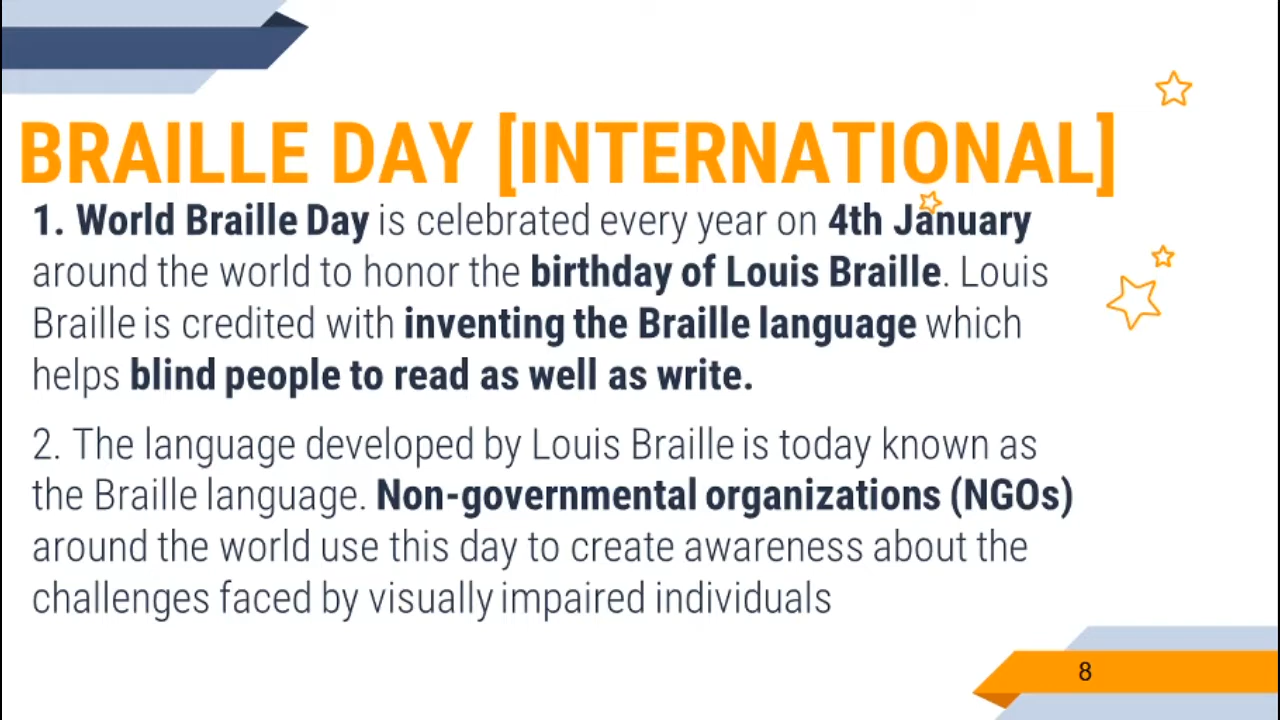 BRAILLE DAY [INTERNATIONAL]
1. World Braille Day is celebrated every year on 4th January
around the world to honor the birthday of Louis Braille. Louis
Braille is credited with inventing the Braille language which
helps blind people to read as well as write.
2. The language developed by Louis Braille is today known as
the Braille language. Non-governmental organizations (NGOs)
around the world use this day to create awareness about the
challenges faced by visually impaired individuals
8